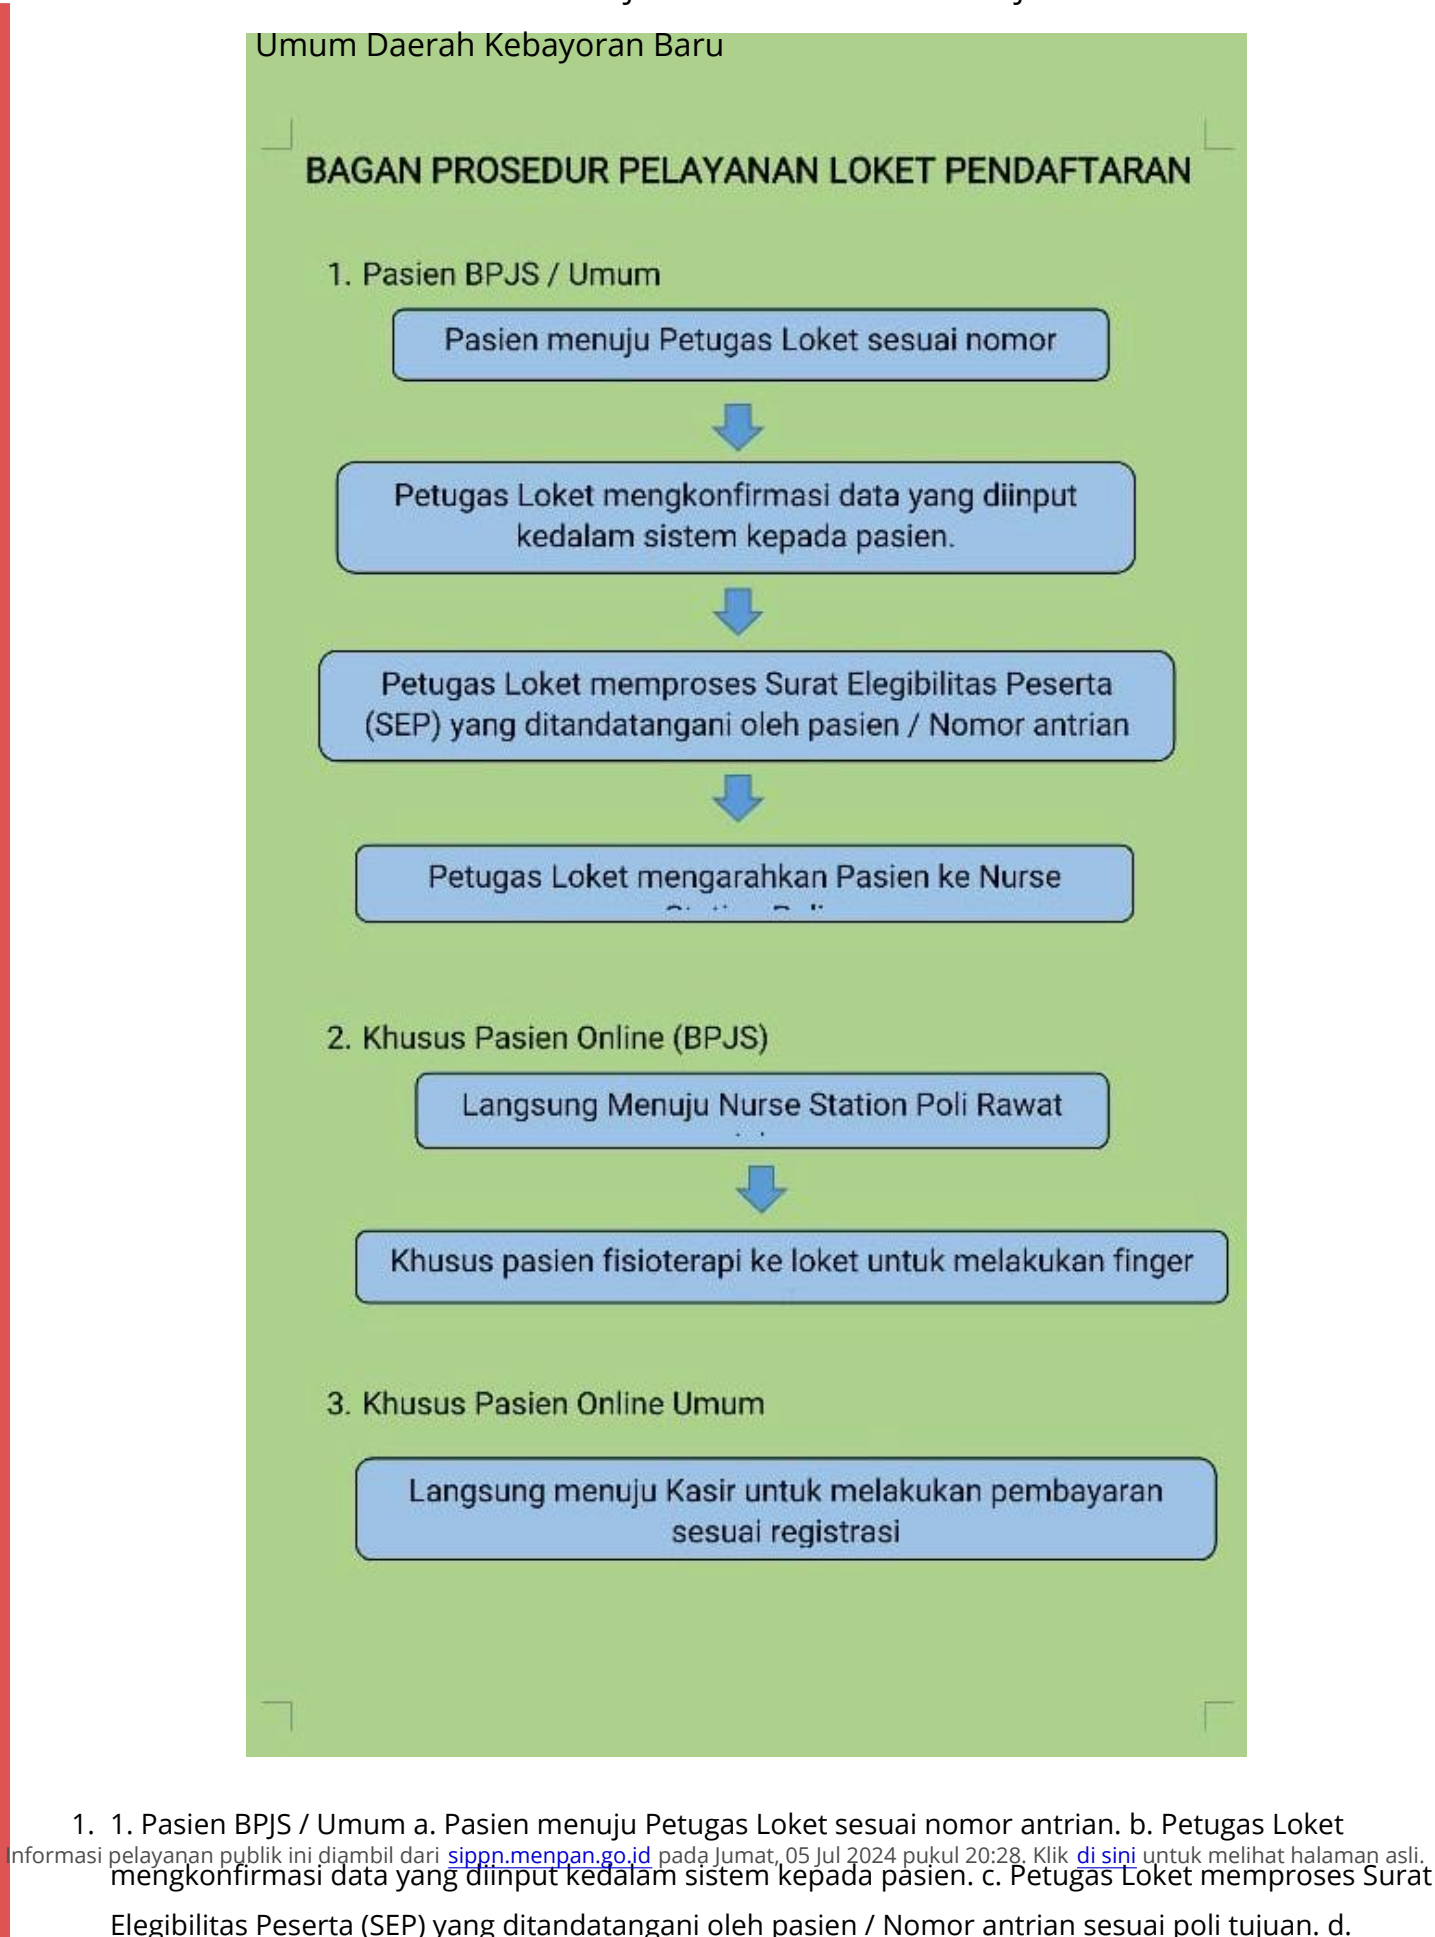 Umum Daerah Kebayoran Baru
BAGAN PROSEDUR PELAYANAN LOKET PENDAFTARAN
1. Pasien BPJS / Umum
Pasien menuju Petugas Loket sesuai nomor
Petugas Loket mengkonfirmasi data yang diinput
kedalam sistem kepada pasien.
Petugas Loket memproses Surat Elegibilitas Peserta
(SEP) yang ditandatangani oleh pasien / Nomor antrian
Petugas Loket mengarahkan Pasien ke Nurse
2. Khusus Pasien Online (BPJS)
Langsung Menuju Nurse Station Poli Rawat
Khusus pasien fisioterapi ke loket untuk melakukan finger
3. Khusus Pasien Online Umum
Langsung menuju Kasir untuk melakukan pembayaran
sesuai registrasi
1. 1. Pasien BPJS / Umum a. Pasien menuju Petugas Loket sesuai nomor antrian. b. Petugas Loket
Informasi pelayanan publik ini diambil dari sippn.menpan.go.id pada Jumat, 05 Jul 2024 pukul 20:28. Klik di sini untuk melihat halaman asli.
mengkonfirmasi data yang diinput kedalam sistem kepada pasien. c. Petugas Loket memproses Surat
Elegibilitas Peserta (SEP) yang ditandatangani oleh pasien / Nomor antrian sesuai poli tujuan. d.